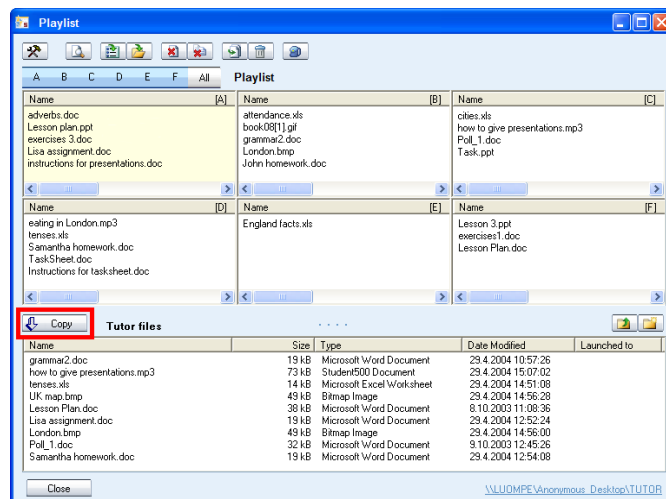 Playlist
A B C D E F All Playlist
Name [A] Name [B] Name [C]
adverbs.doc
Lesson plan.ppt
exercises 3.doc
Lisa assignment.doc
instructions for presentations.doc
attendance.xls
book08[1].gif
grammar2.doc
London.bmp
John homework.doc
cities.xls
how to give presentations.mp3
Poll_1.doc
Task.ppt
Name [D] Name [E] Name [F]
eating in London.mp3
tenses.xls
Samantha homework.doc
TaskSheet.doc
Instructions for tasksheet.doc
England facts.xls
Lesson 3.ppt
exercises1.doc
Lesson Plan.doc
Copy Tutor files
Name Size Type Date Modified Launched to
grammar2.doc 19 kB Microsoft Word Document 29.4.2004 10:57:26
how to give presentations.mp3 73 kB Student500 Document 29.4.2004 15:07:02
tenses.xls 14 kB Microsoft Excel Worksheet 29.4.2004 14:51:08
UK map.bmp 49 kB Bitmap Image 29.4.2004 14:56:28
Lesson Plan.doc 38 kB Microsoft Word Document 8.10.2003 11:08:36
Lisa assignment.doc 19 kB Microsoft Word Document 29.4.2004 12:52:24
London.bmp 49 kB Bitmap Image 29.4.2004 14:56:00
Poll_1.doc 32 kB Microsoft Word Document 9.10.2003 12:45:26
Samantha homework.doc 19 kB Microsoft Word Document 29.4.2004 12:54:08
Close \\LUOMPE\Anonymous_Desktop\TUTOR